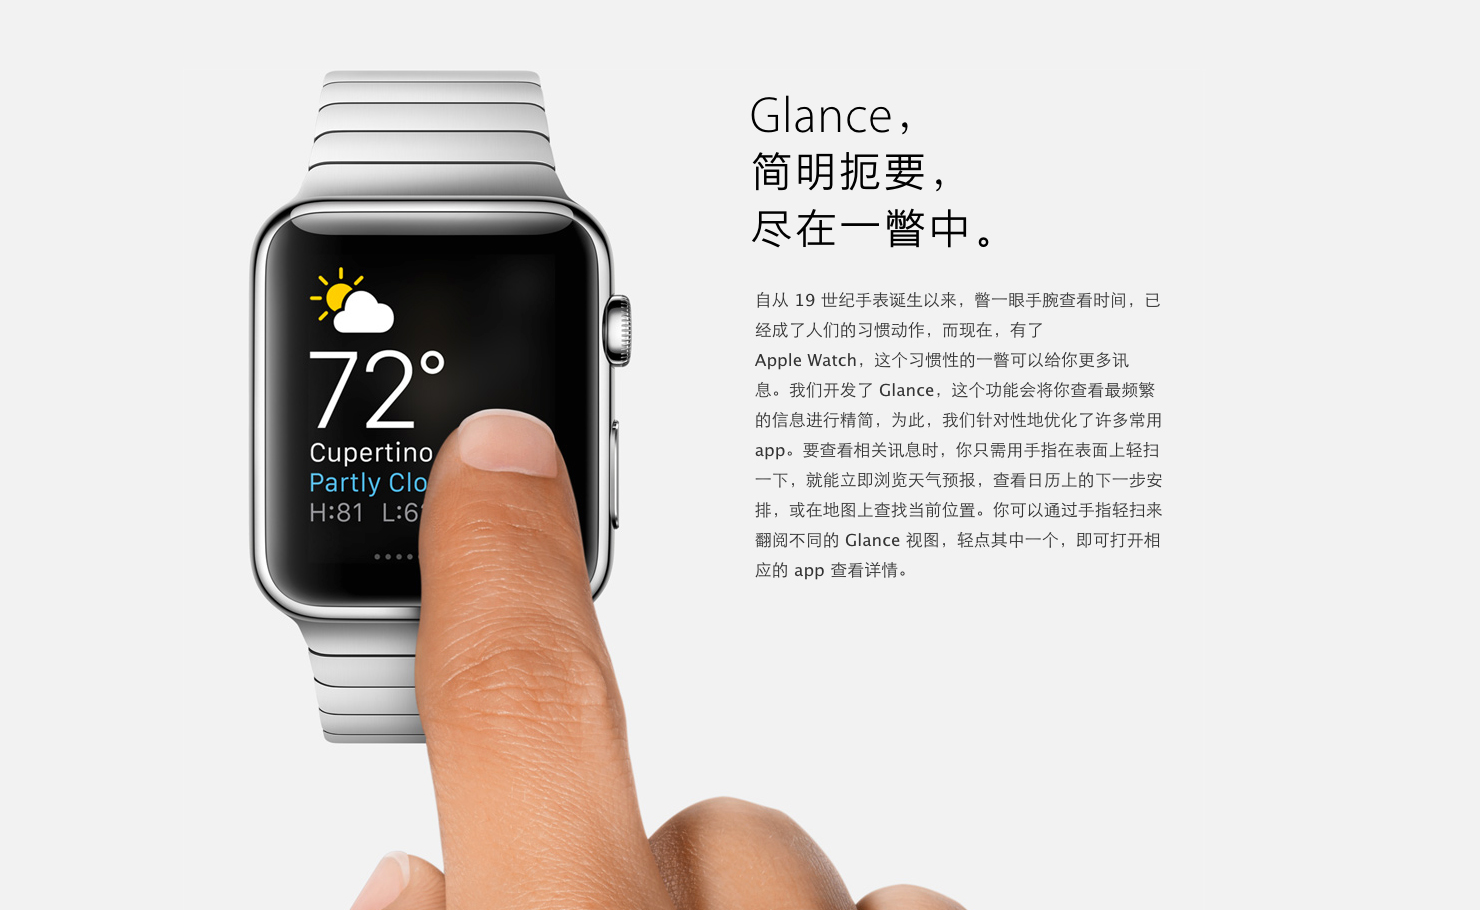 Glance，
简明扼要，
尽在一瞥中。
自从 19 世纪手表诞生以来，瞥一眼手腕查看时间，已
经成了人们的习惯动作，而现在，有了
Apple Watch，这个习惯性的一瞥可以给你更多讯
息。我们开发了 Glance，这个功能会将你查看最频繁
的信息进行精简，为此，我们针对性地优化了许多常用
app。要查看相关讯息时，你只需用手指在表面上轻扫
一下，就能立即浏览天气预报，查看日历上的下一步安
排，或在地图上查找当前位置。你可以通过手指轻扫来
翻阅不同的 Glance 视图，轻点其中一个，即可打开相
应的 app 查看详情。
72°
Cupertino
Partly Clo
H:81 L:6